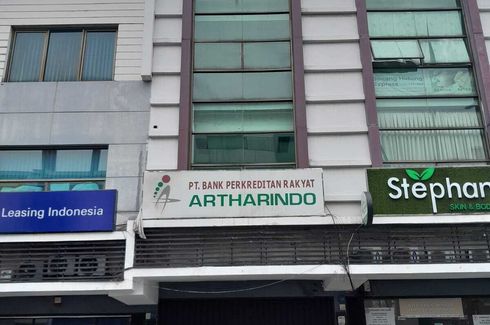 Leasing Indonesia
PT. BANK PERKREDITAN RAKYAT
ARTHARINDO
Stephan
SKIN & BOD